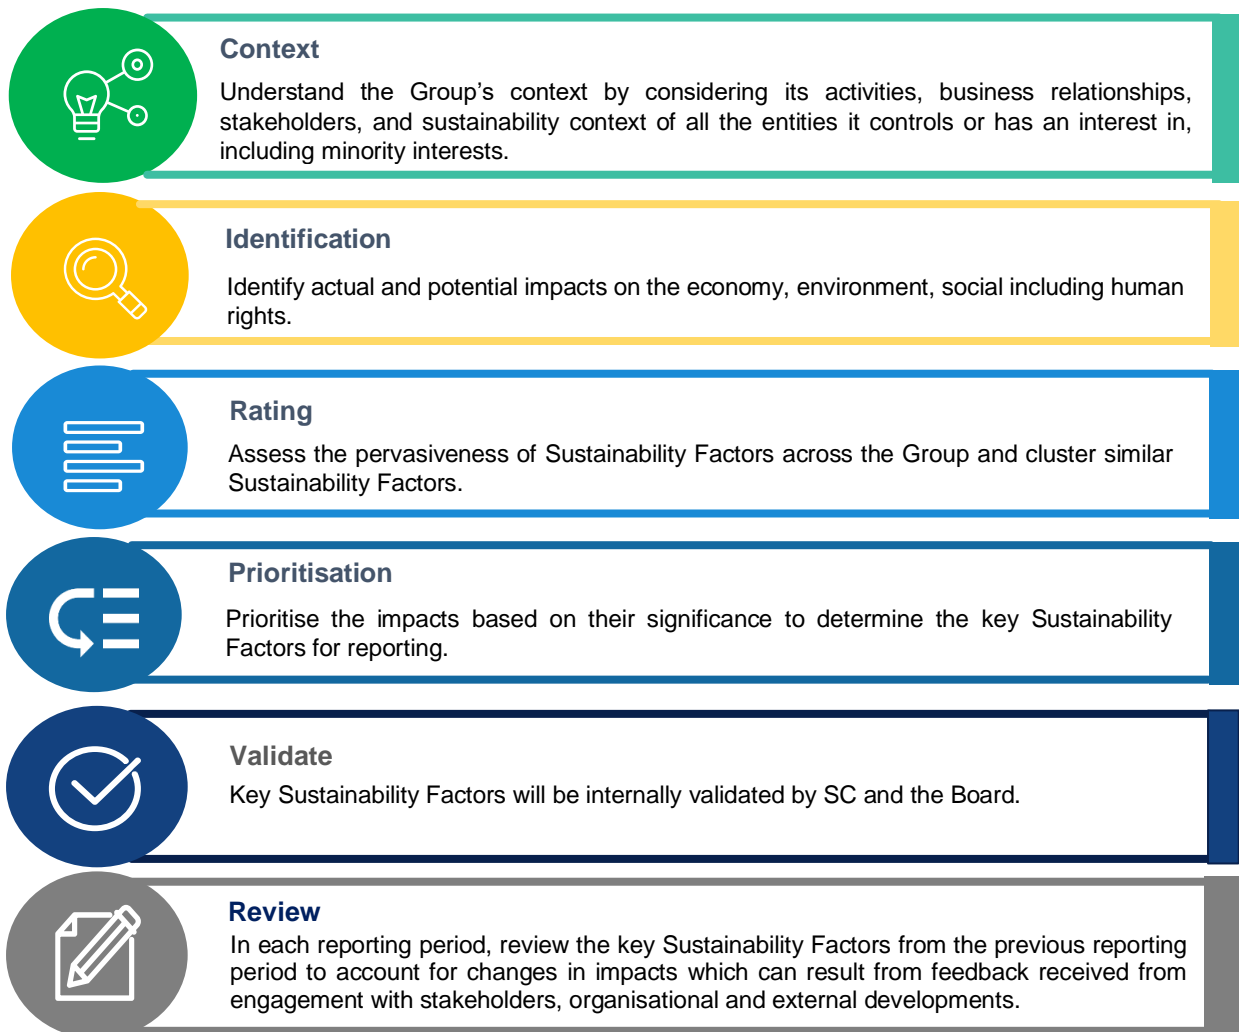 Context
Understand the Group's context by considering its activities, business relationships,
stakeholders, and sustainability context of all the entities it controls or has an interest in,
including minority interests.
Identification
Identify actual and potential impacts on the economy, environment, social including human
rights.
Rating
Assess the pervasiveness of Sustainability Factors across the Group and cluster similar
Sustainability Factors.
Prioritisation
Prioritise the impacts based on their significance to determine the key Sustainability
Factors for reporting.
Validate
Key Sustainability Factors will be internally validated by SC and the Board.
Review
In each reporting period, review the key Sustainability Factors from the previous reporting
period to account for changes in impacts which can result from feedback received from
engagement with stakeholders, organisational and external developments.